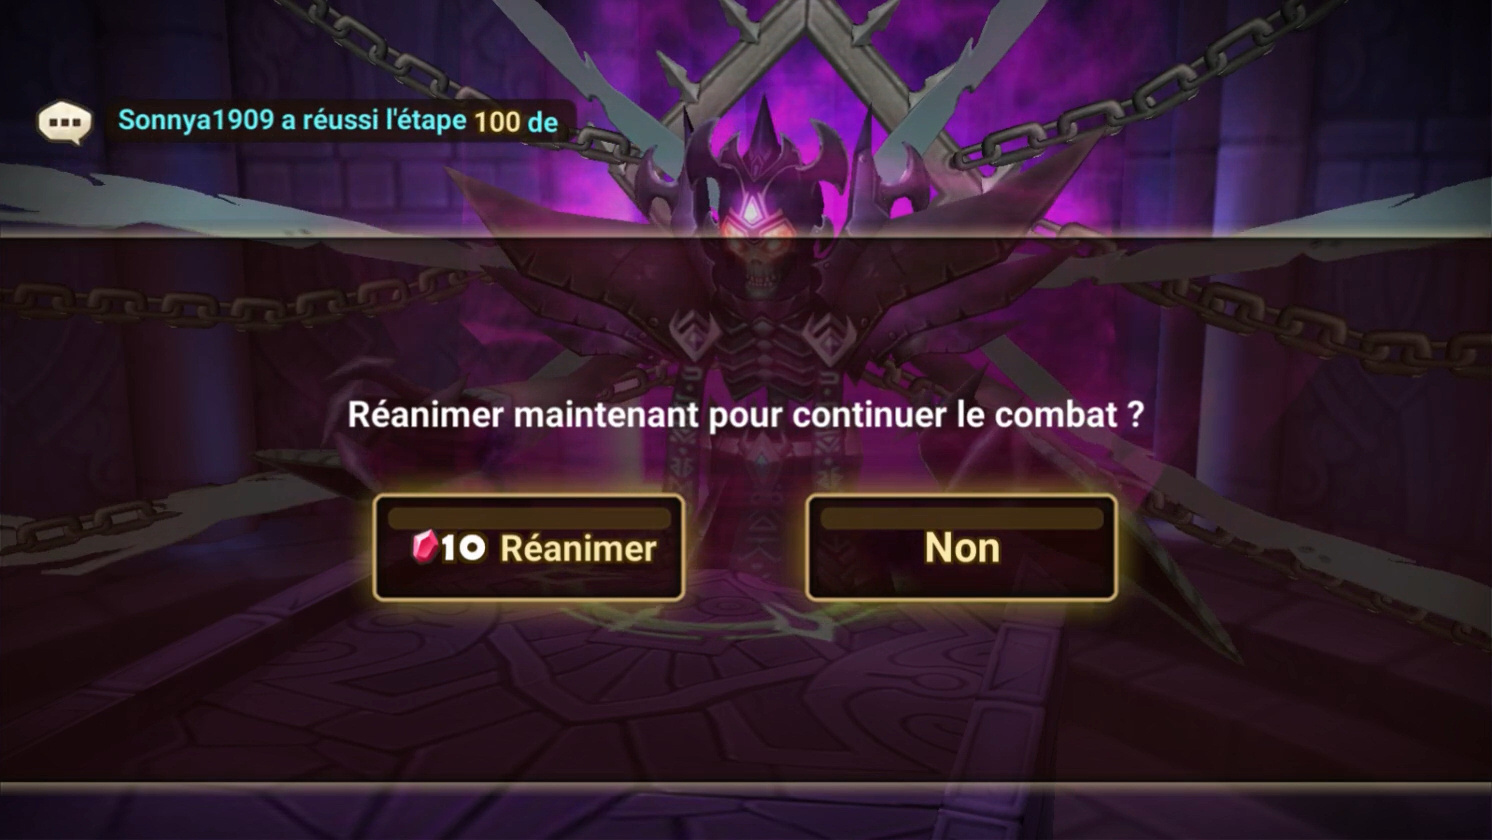 Sonnya1909 a réussi l'étape 100 de
Réanimer maintenant pour continuer le combat ?
10 Réanimer
Non